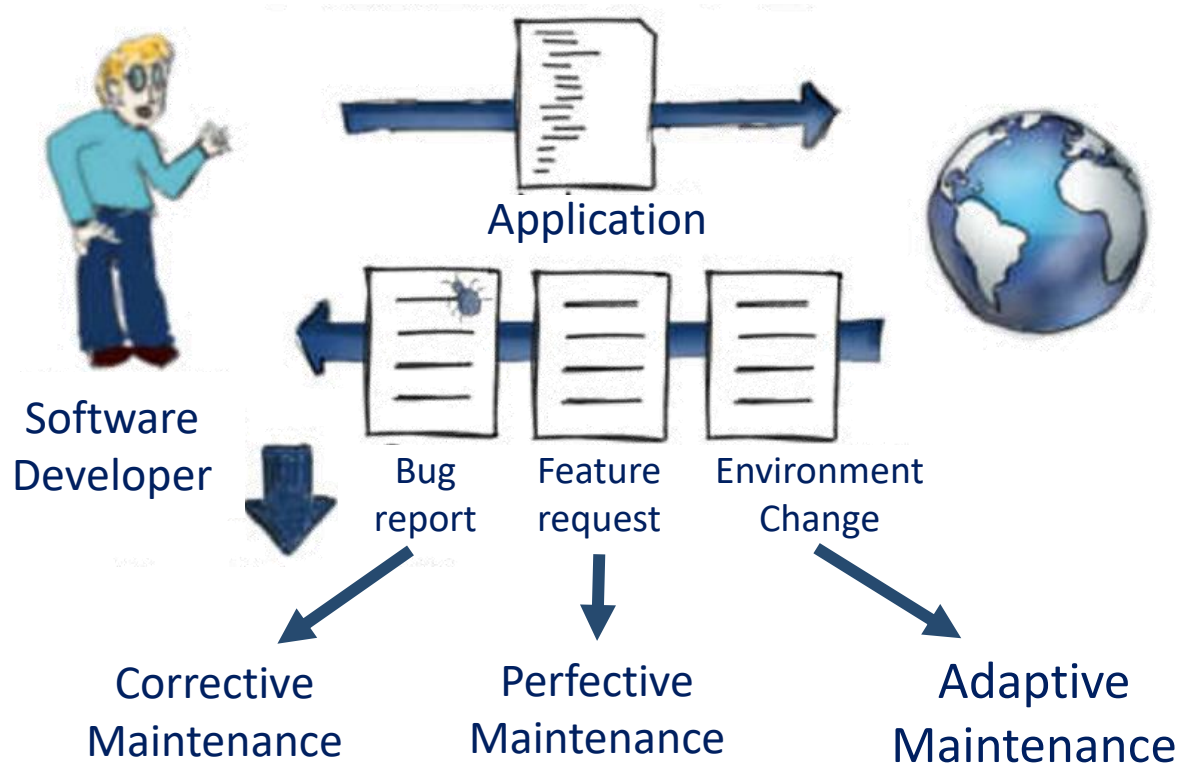 Application
Software
Developer
Bug
report
Feature
request
Environment
Change
Corrective
Maintenance
Perfective
Maintenance
Adaptive
Maintenance